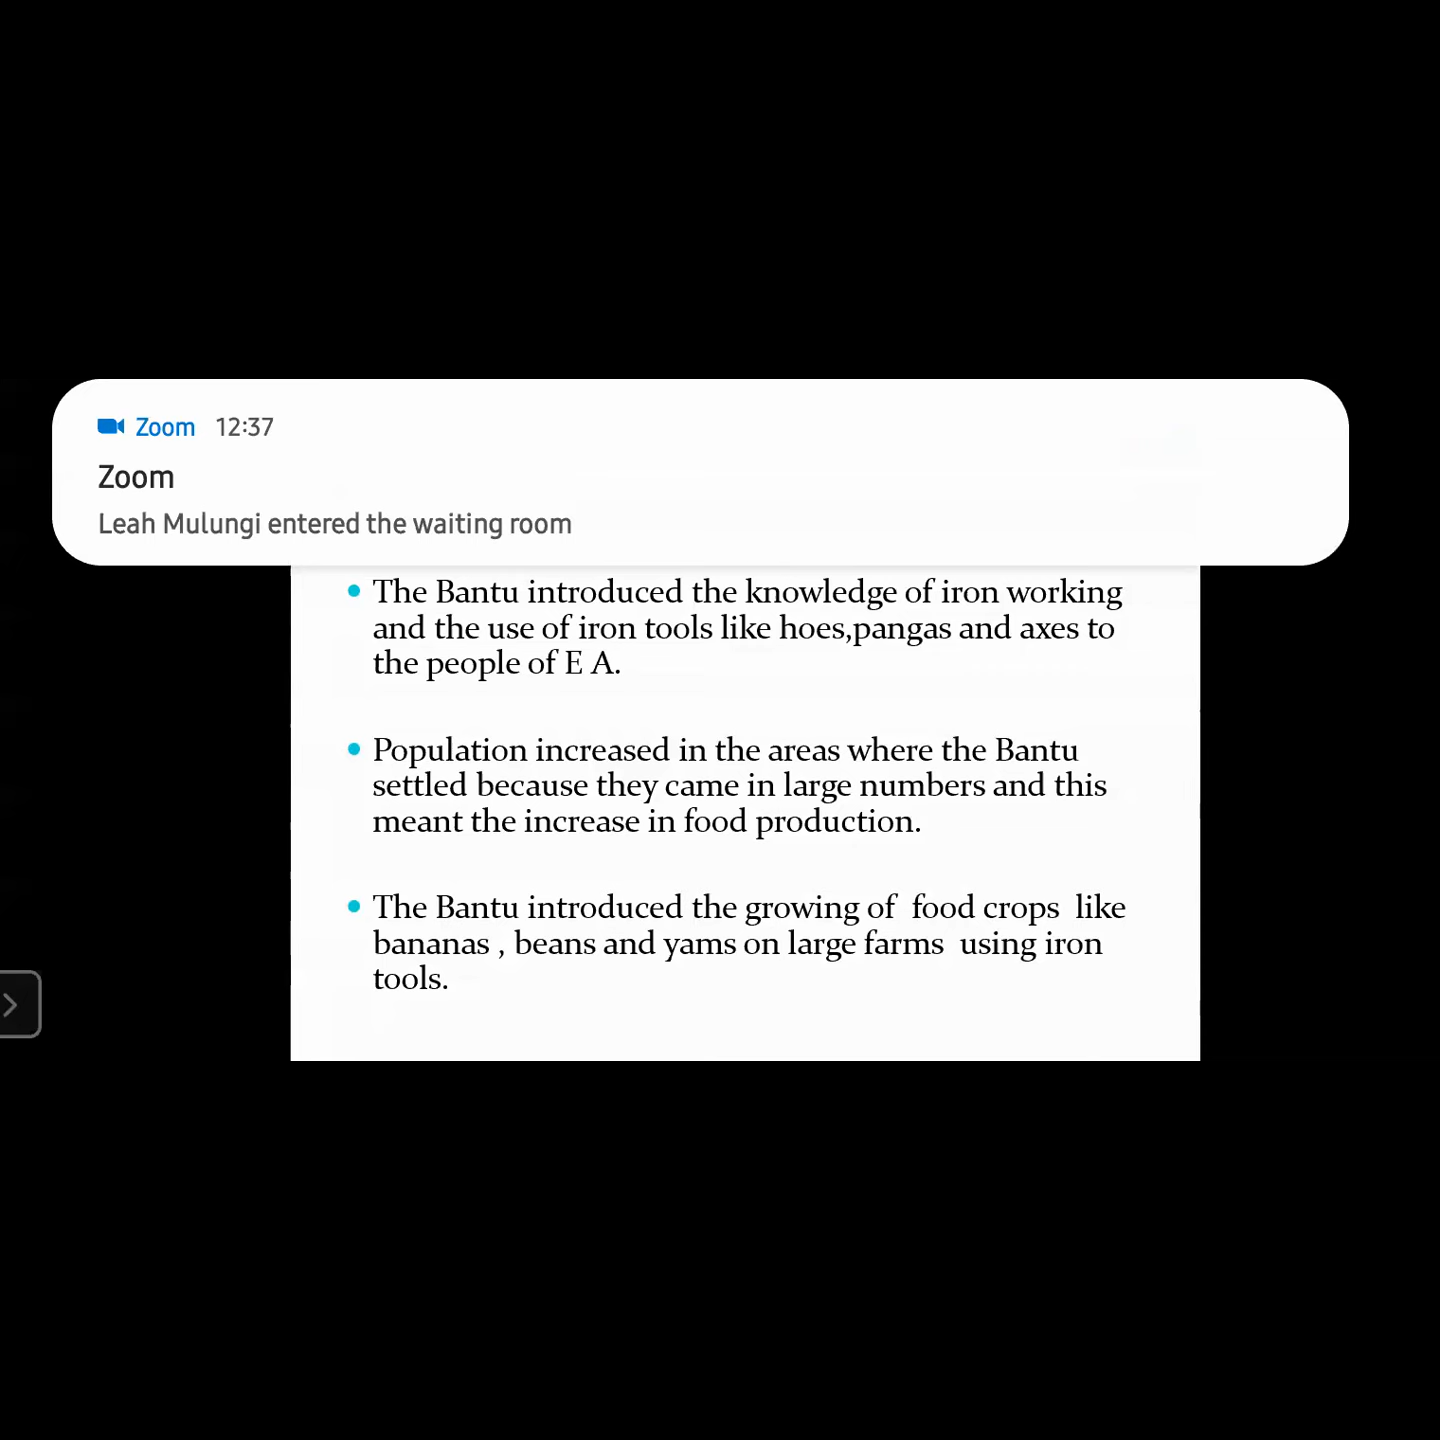 Zoom 12:37
Zoom
Leah Mulungi entered the waiting room
• The Bantu introduced the knowledge of iron working
and the use of iron tools like hoes,pangas and axes to
the people of E A.
• Population increased in the areas where the Bantu
settled because they came in large numbers and this
meant the increase in food production.
• The Bantu introduced the growing of  food crops  like
bananas , beans and yams on large farms  using iron
tools.